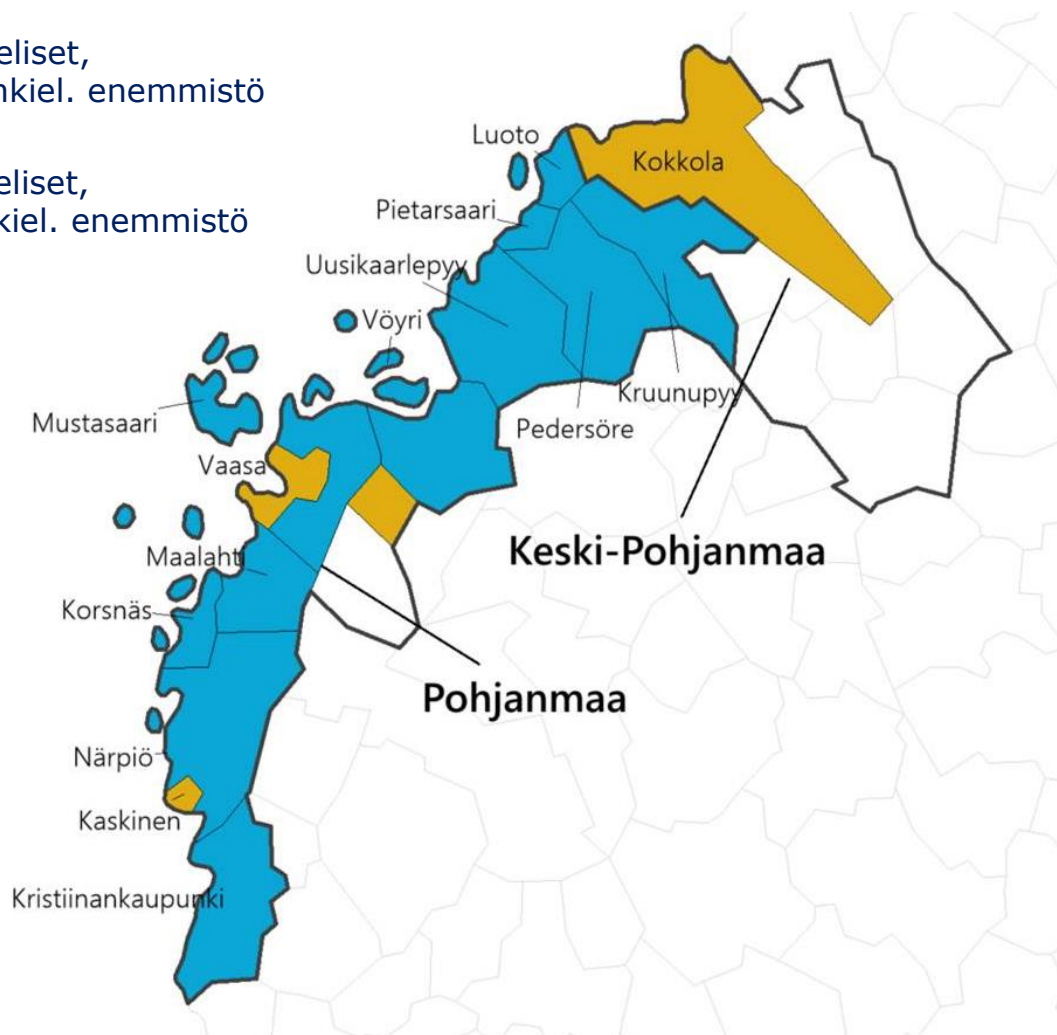 eliset,
nkiel. enemmistö
eliset,
kiel. enemmistö
Luoto
Kokkola
Pietarsaari
Uusikaarlepyy
Vöyri
Kruunupyy
Mustasaari
Pedersöre
Vaasa
Keski-Pohjanmaa
Maalahti
Korsnäs
Pohjanmaa
Närpiö
Kaskinen
Kristiinankaupunki